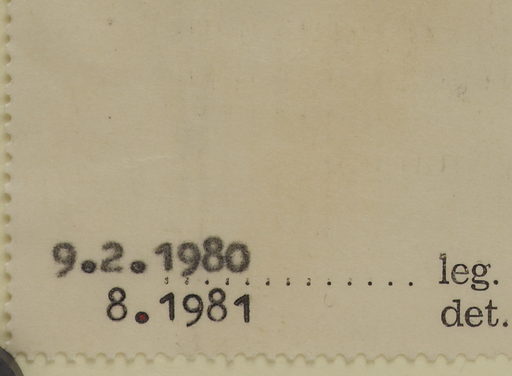 9.2.1980 ............. leg.
8.1981 det.